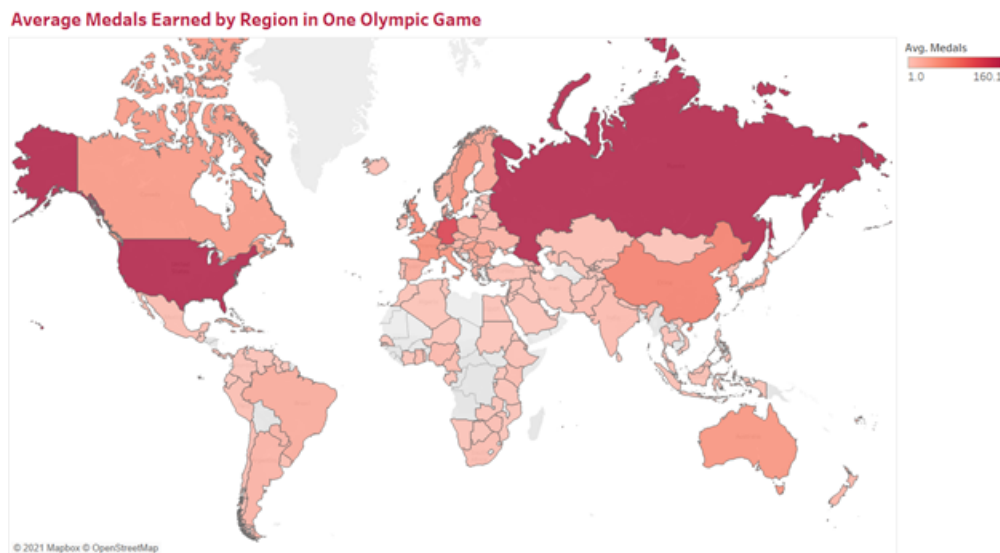 Average Medals Earned by Region in One Olympic Game
Avg. Medals
1.0 160.1
© 2021 Mapbox © OpenStreetMap